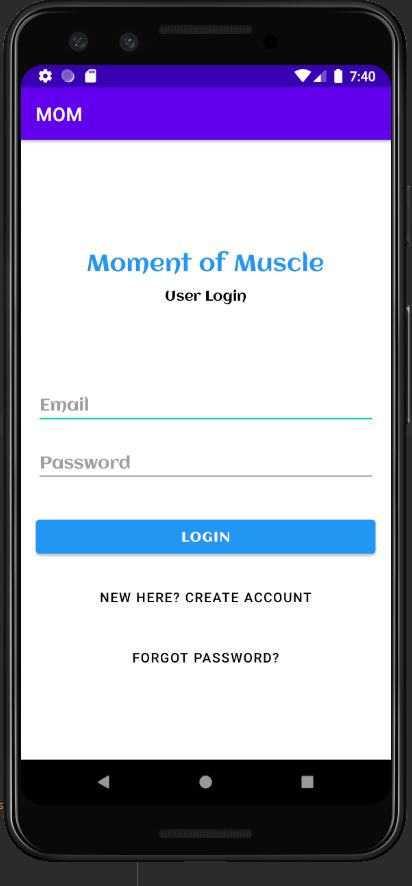 7:40
MOM
Moment of Muscle
User Login
Email
Password
LOGIN
NEW HERE? CREATE ACCOUNT
FORGOT PASSWORD?